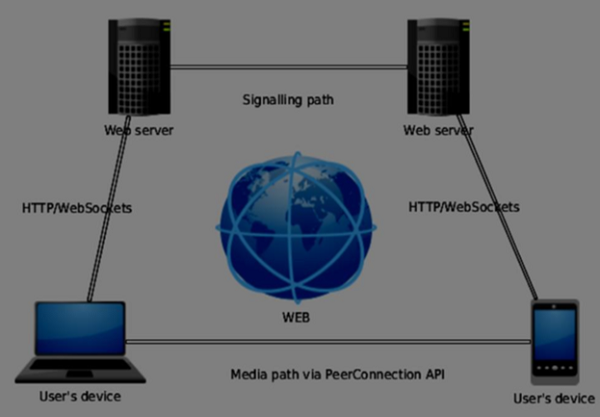 Signalling path
Web server
Web server
HTTP/WebSockets
HTTP/WebSockets
WEB
Media path via PeerConnection API
User's device
User's device